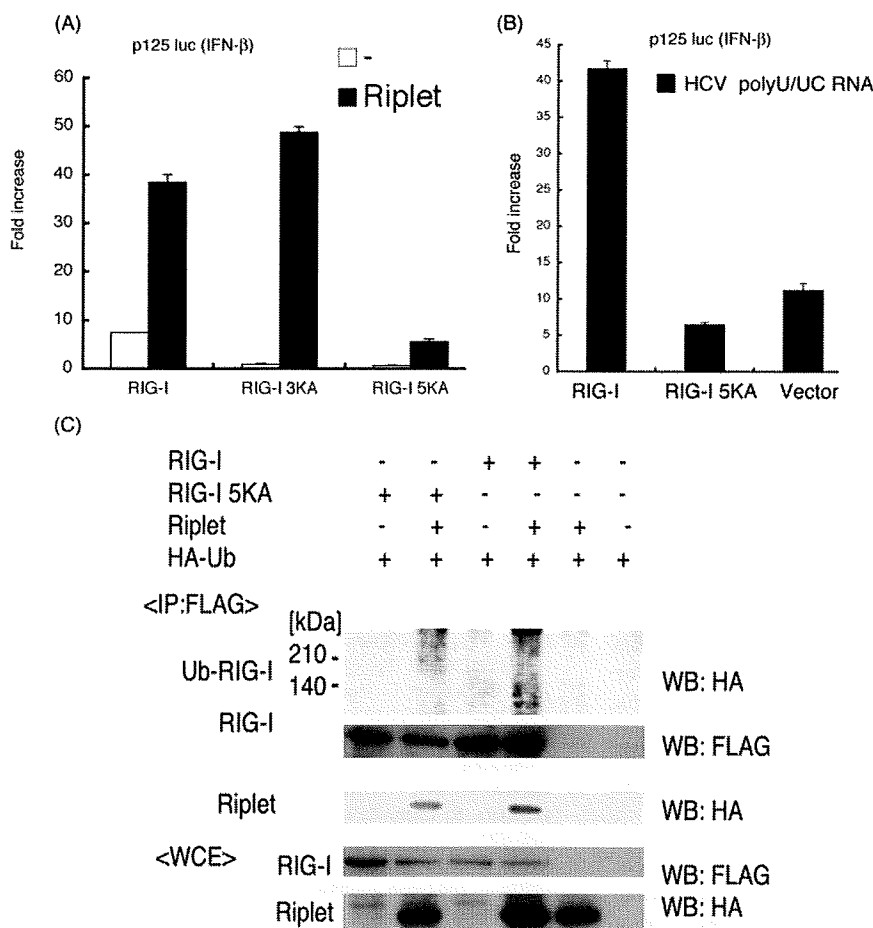 (A)
p125 luc (IFN-β)
-
Riplet
60
50
40
30
20
10
0
Fold increase
RIG-I RIG-I 3KA RIG-I 5KA
(B)
p125 luc (IFN-β)
HCV polyU/UC RNA
45
40
35
30
25
20
15
10
5
0
Fold increase
RIG-I RIG-I 5KA Vector
(C)
RIG-I - - + + - -
RIG-I 5KA + + - - - -
Riplet - + - + + -
HA-Ub + + + + + +
<IP:FLAG>
[kDa]
210
Ub-RIG-I
140
WB: HA
RIG-I
WB: FLAG
Riplet
WB: HA
<WCE>
RIG-I
WB: FLAG
Riplet
WB: HA